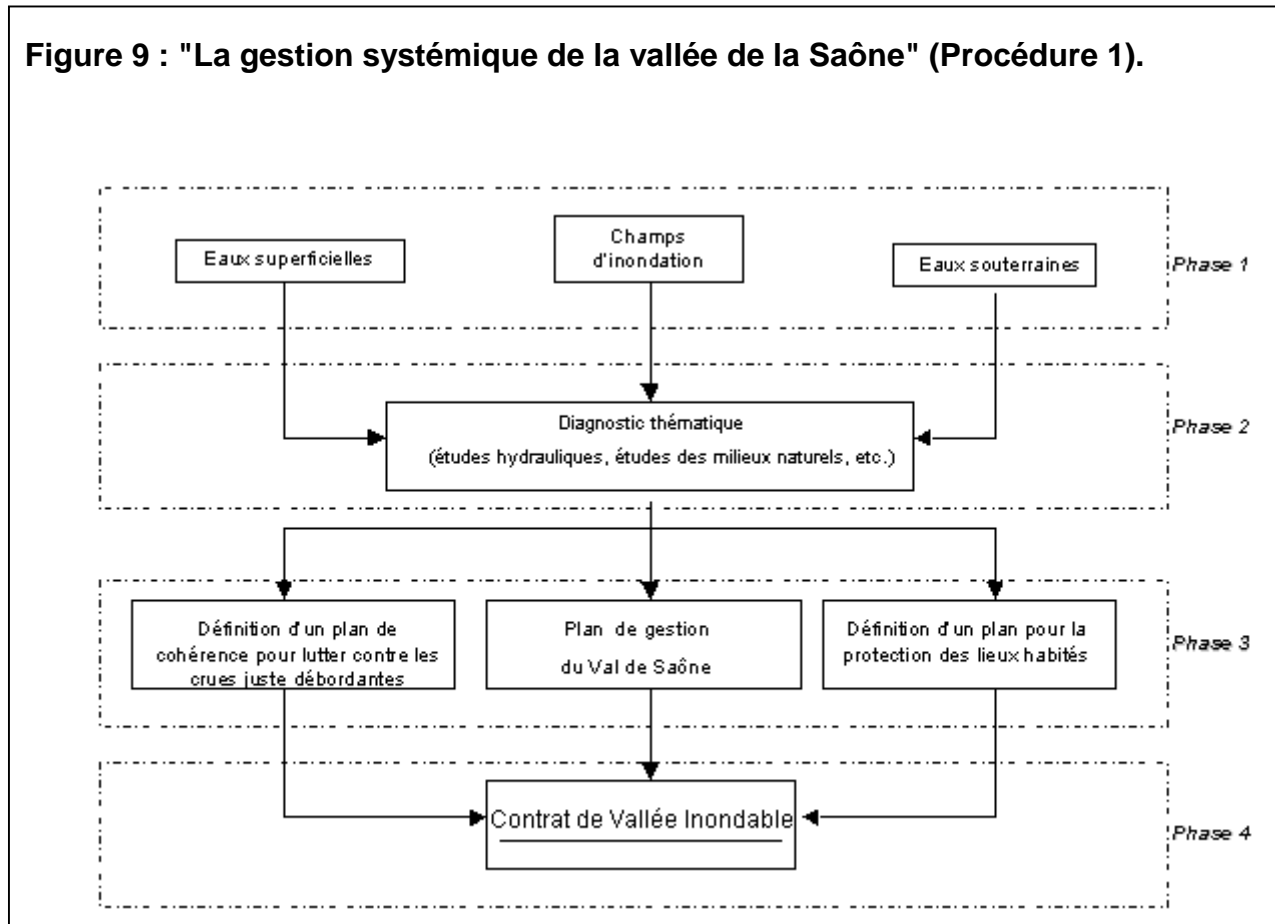 Figure 9 : "La gestion systémique de la vallée de la Saône" (Procédure 1).
Eaux superficielles
Champs
d'inondation
Eaux souterraines
Phase 1
Diagnostic thématique
(études hydrauliques, études des milieux naturels, etc.)
Phase 2
Définition d'un plan de
cohérence pour lutter contre les
crues juste débordantes
Plan de gestion
du Val de Saône
Définition d'un plan pour la
protection des lieux habités
Phase 3
Contrat de Vallée Inondable
Phase 4